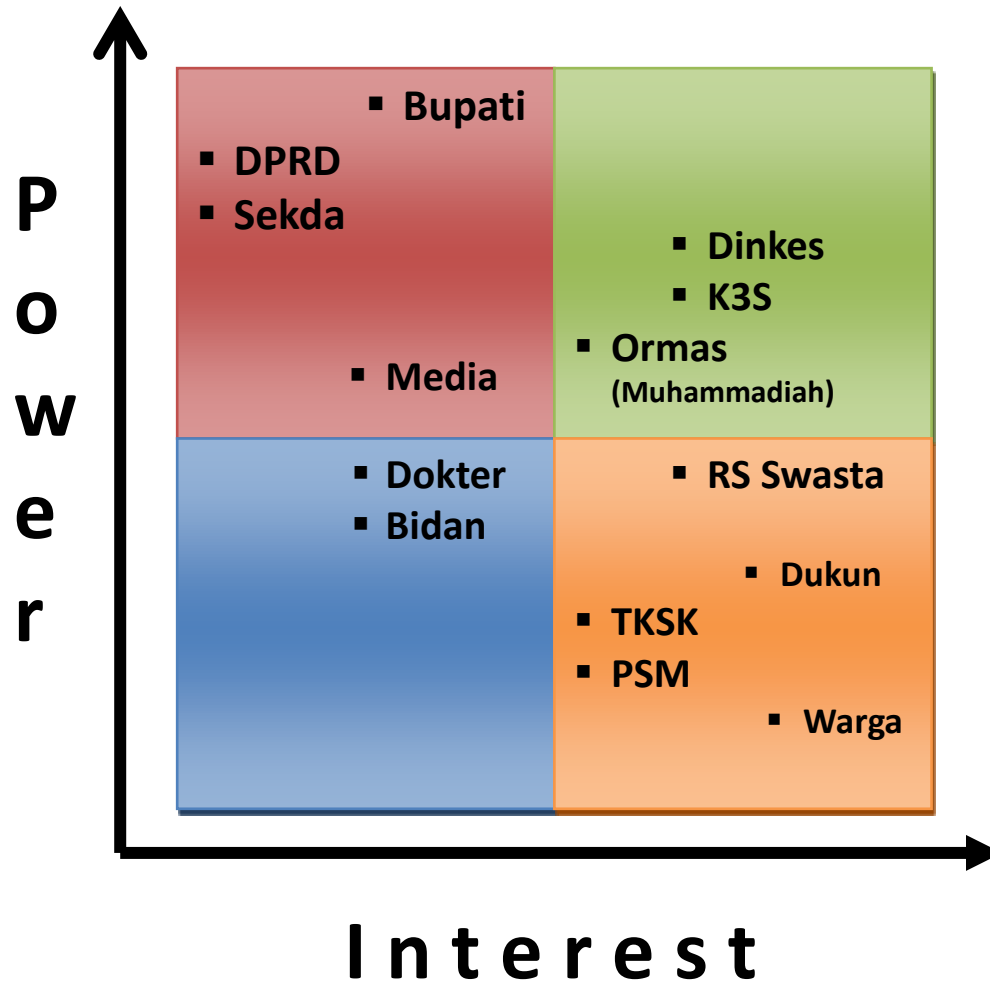 Power
▪ Bupati
▪ DPRD
▪ Sekda
▪ Media
▪ Dinkes
▪ K3S
▪ Ormas
(Muhammadiah)
▪ Dokter
▪ Bidan
▪ RS Swasta
▪ Dukun
▪ TKSK
▪ PSM
▪ Warga
Interest